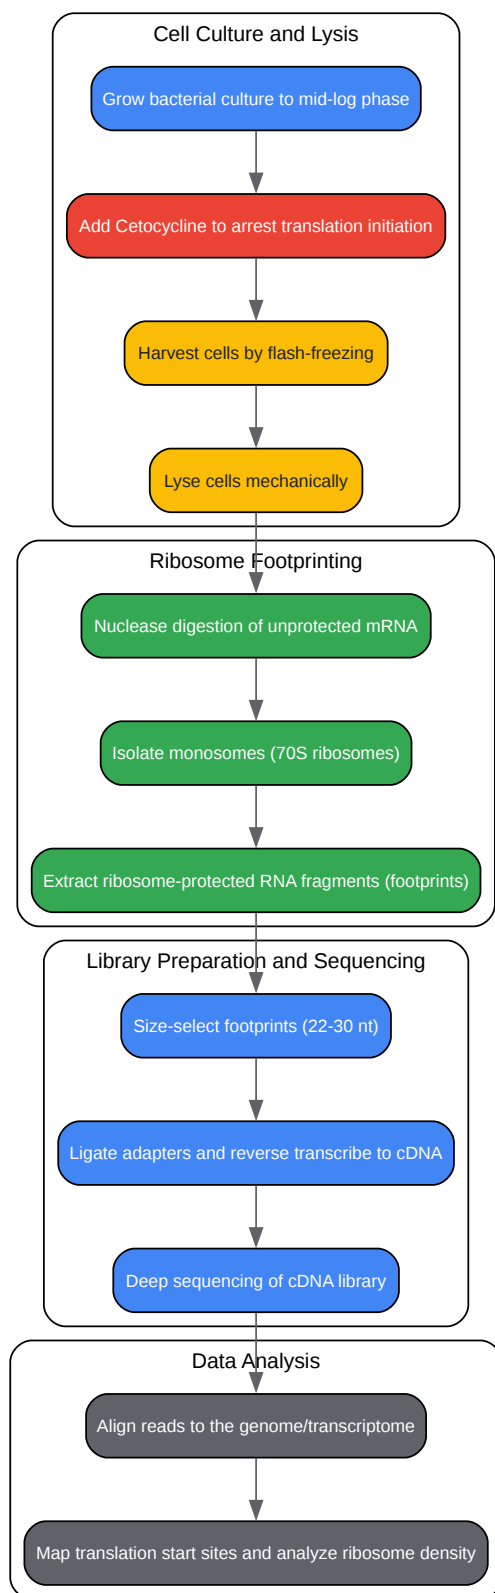 Cell Culture and Lysis
Grow bacterial culture to mid-log phase
Add Cetocycline to arrest translation initiation
Harvest cells by flash-freezing
Lyse cells mechanically
Ribosome Footprinting
Nuclease digestion of unprotected mRNA
Isolate monosomes (70S ribosomes)
Extract ribosome-protected RNA fragments (footprints)
Library Preparation and Sequencing
Size-select footprints (22-30 nt)
Ligate adapters and reverse transcribe to cDNA
Deep sequencing of cDNA library
Data Analysis
Align reads to the genome/transcriptome
Map translation start sites and analyze ribosome density